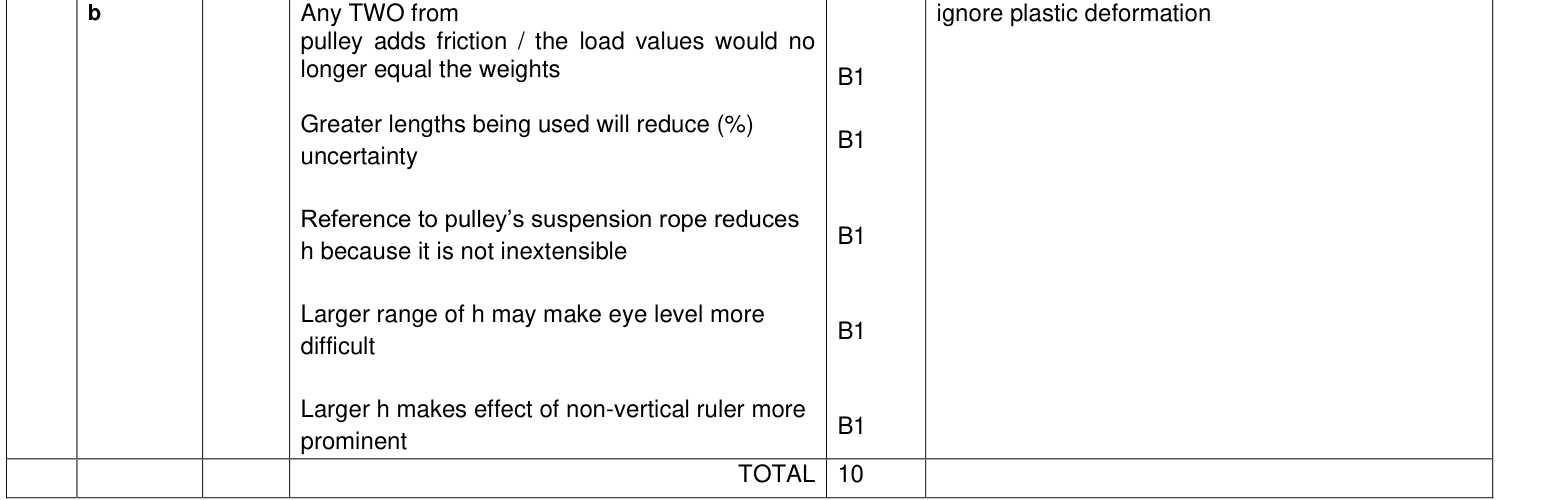 b
Any TWO from
ignore plastic deformation
pulley adds friction / the load values would no
longer equal the weights
B1
Greater lengths being used will reduce (%)
uncertainty
B1
Reference to pulley's suspension rope reduces
h because it is not inextensible
B1
Larger range of h may make eye level more
difficult
B1
Larger h makes effect of non-vertical ruler more
prominent
B1
TOTAL
10